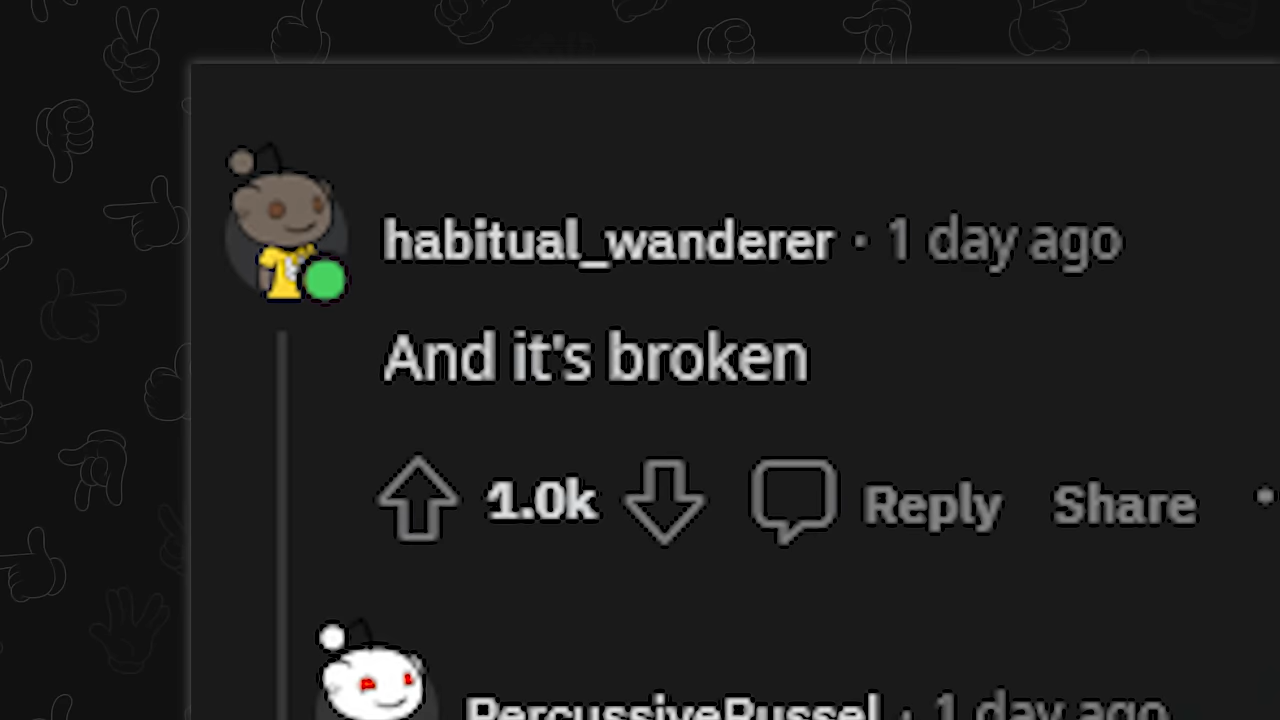 habitual_wanderer · 1 day ago
And it's broken
1.0k Reply Share
PercussiveRussel · 1 day ago